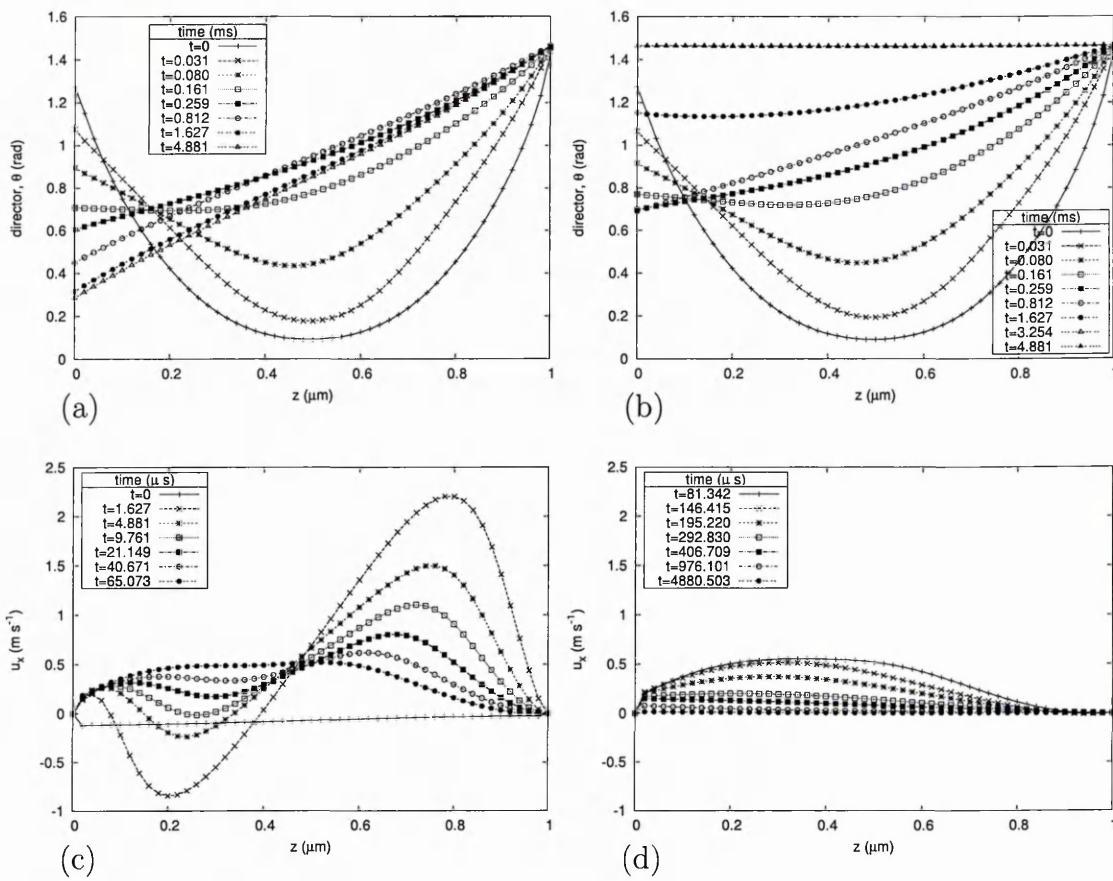 1.6
1.4
1.2
1
0.8
0.6
0.4
0.2
0
director, θ (rad)
time (ms)
t=0
t=0.031
t=0.080
t=0.161
t=0.259
t=0.812
t=1.627
t=4.881
0
0.2
0.4
0.6
0.8
1
z (μm)
(a)
1.6
1.4
1.2
1
0.8
0.6
0.4
0.2
0
director, θ (rad)
time (ms)
t=0
t=0.031
t=0.080
t=0.161
t=0.259
t=0.812
t=1.627
t=3.254
t=4.881
0
0.2
0.4
0.6
0.8
1
z (μm)
(b)
2.5
2
1.5
1
0.5
0
-0.5
-1
uₓ (m s⁻¹)
time (μ s)
t=0
t=1.627
t=4.881
t=9.761
t=21.149
t=40.671
t=65.073
0
0.2
0.4
0.6
0.8
1
z (μm)
(c)
2.5
2
1.5
1
0.5
0
-0.5
-1
uₓ (m s⁻¹)
time (μ s)
t=81.342
t=146.415
t=195.220
t=292.830
t=406.709
t=976.101
t=4880.503
0
0.2
0.4
0.6
0.8
1
z (μm)
(d)